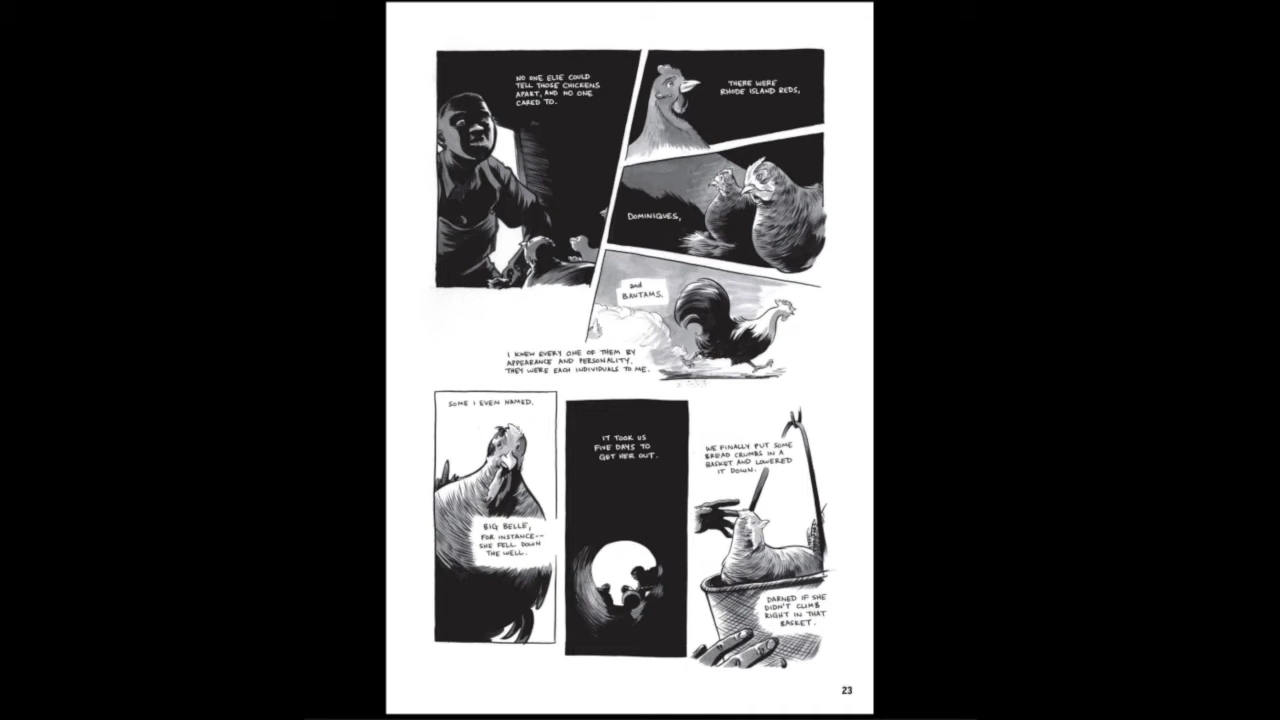 NO ONE ELSE COULD
TELL THOSE CHICKENS
APART, AND NO ONE
CARED TO.
THERE WERE
RHODE ISLAND REDS,
DOMINIQUES,
and
BANTAMS.
I KNEW EVERY ONE OF THEM BY
APPEARANCE AND PERSONALITY.
THEY WERE EACH INDIVIDUALS TO ME.
SOME I EVEN NAMED.
BIG BELLE,
FOR INSTANCE--
SHE FELL DOWN
THE WELL.
IT TOOK US
FIVE DAYS TO
GET HER OUT.
WE FINALLY PUT SOME
BREAD CRUMBS IN A
BASKET AND LOWERED
IT DOWN.
DARNED IF SHE
DIDN'T CLIMB
RIGHT IN THAT
BASKET.
23